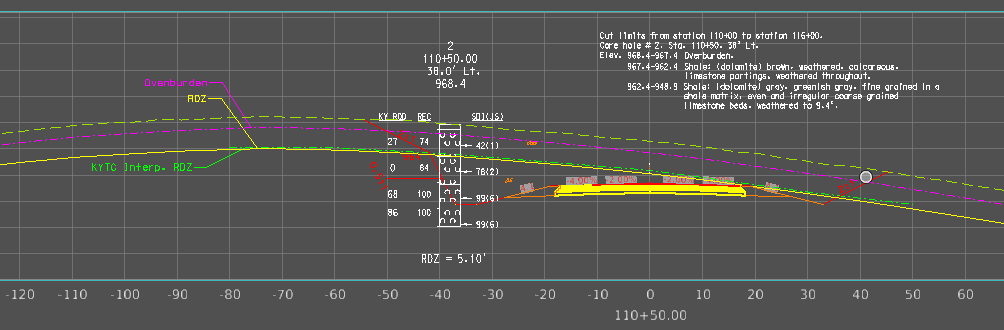 Cut limits from station 110+00 to station 116+00.
Core hole # 2, Sta. 110+50, 38' Lt.
Elev. 968.4-967.4 Overburden.
967.4-962.4 Shale: (dolomite) brown, weathered, calcareous,
limestone partings, weathered throughout.
962.4-948.9 Shale: (dolomite) gray, greenish gray, fine grained in a
shale matrix, even and irregular coarse grained
limestone beds, weathered to 9.4'.
2
110+50.00
38.0' Lt.
968.4
Overburden
RDZ
KYTC Interp. RDZ
KY RQD REC SDI(JS)
27 74 42(1)
0 64 76(2)
68 100 99(6)
86 100 99(6)
RDZ = 5.10'
-120 -110 -100 -90 -80 -70 -60 -50 -40 -30 -20 -10 0 10 20 30 40 50 60
110+50.00